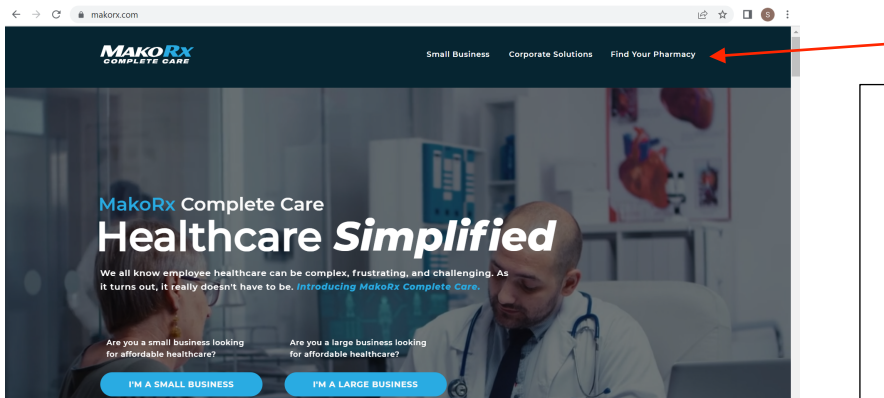 makorx.com
S
MAKORX
COMPLETE CARE
Small Business Corporate Solutions Find Your Pharmacy
MakoRx Complete Care
Healthcare Simplified
We all know employee healthcare can be complex, frustrating, and challenging. As
it turns out, it really doesn't have to be. Introducing MakoRx Complete Care.
Are you a small business looking
for affordable healthcare?
Are you a large business looking
for affordable healthcare?
I'M A SMALL BUSINESS
I'M A LARGE BUSINESS